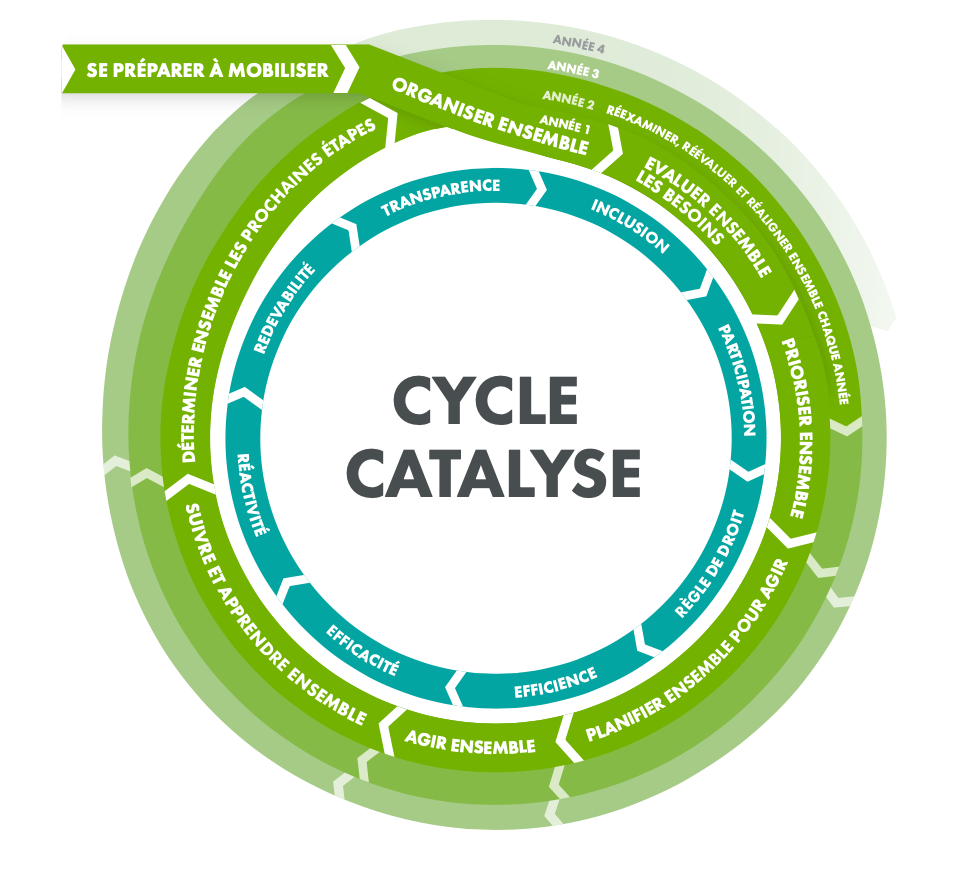 SE PRÉPARER À MOBILISER
ORGANISER ENSEMBLE
ANNÉE 4
ANNÉE 3
ANNÉE 2
ANNÉE 1
RÉEXAMINER, RÉÉVALUER ET RÉALIGNER ENSEMBLE CHAQUE ANNÉE
EVALUER ENSEMBLE
LES BESOINS
PRIORISER ENSEMBLE
PLANIFIER ENSEMBLE POUR AGIR
AGIR ENSEMBLE
SUIVRE ET APPRENDRE ENSEMBLE
DÉTERMINER ENSEMBLE LES PROCHAINES ÉTAPES
TRANSPARENCE
INCLUSION
PARTICIPATION
RÈGLE DE DROIT
EFFICIENCE
EFFICACITÉ
RÉACTIVITÉ
REDEVABILITÉ
CYCLE
CATALYSE